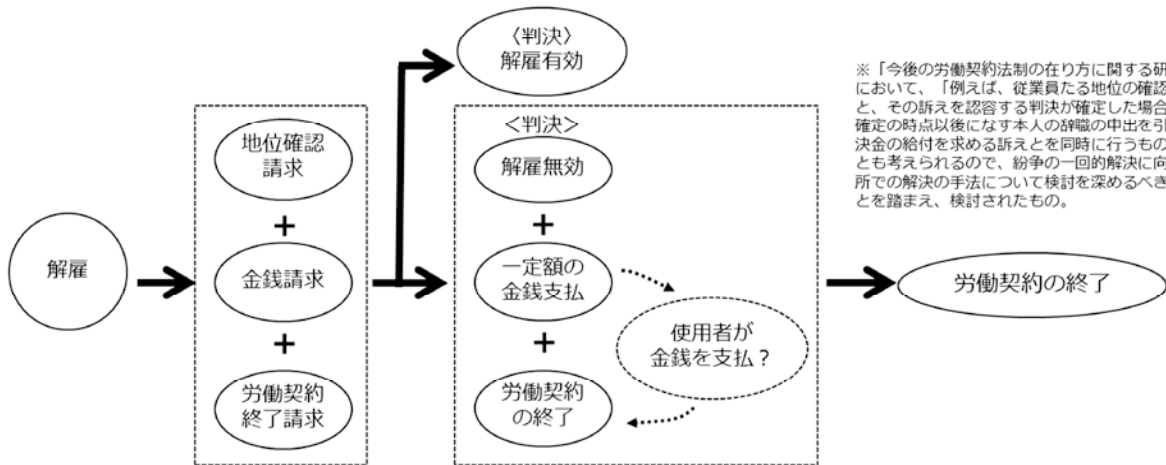 〈判決〉
解雇有効
※「今後の労働契約法制の在り方に関する研
において、「例えば、従業員たる地位の確認
と、その訴えを認容する判決が確定した場合
確定の時点以後になす本人の辞職の申出を引
決金の給付を求める訴えとを同時に行うもの
とも考えられるので、紛争の一回的解決に向
所での解決の手法について検討を深めるべき
とを踏まえ、検討されたもの。
解雇
地位確認
請求
+
金銭請求
+
労働契約
終了請求
<判決>
解雇無効
+
一定額の
金銭支払
+
労働契約
の終了
使用者が
金銭を支払？
労働契約の終了